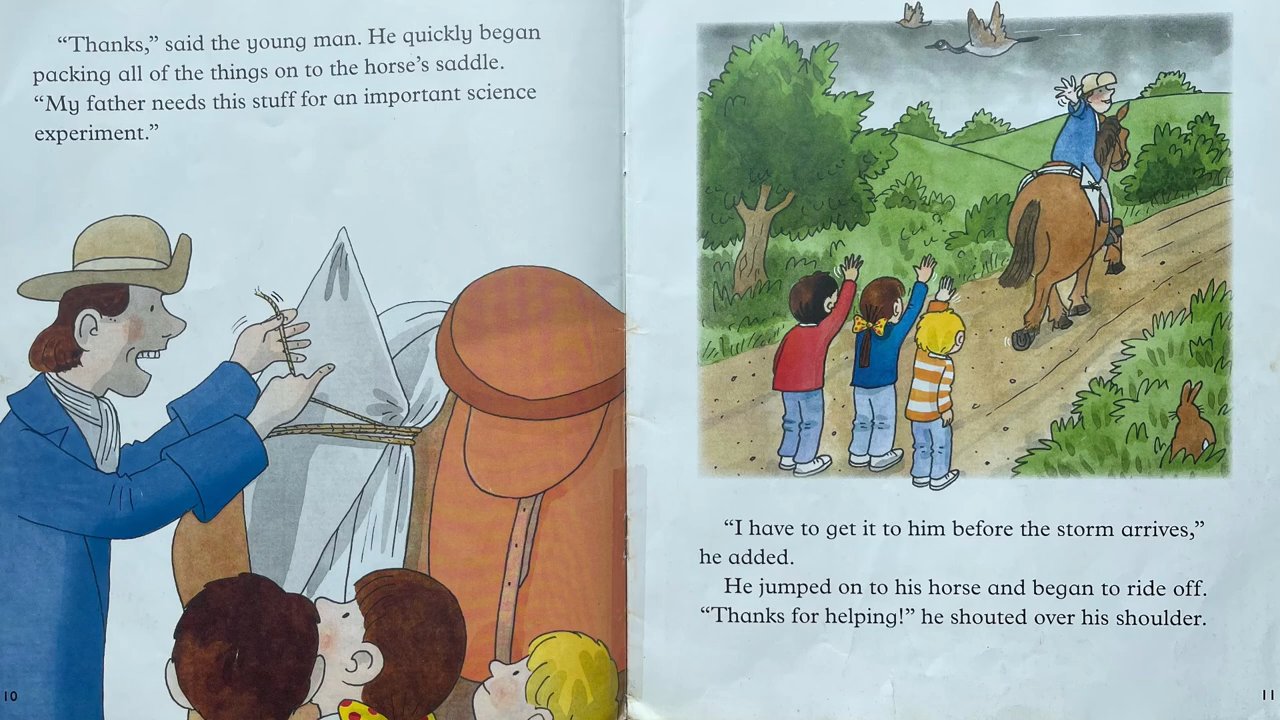 “Thanks,” said the young man. He quickly began
packing all of the things on to the horse’s saddle.
“My father needs this stuff for an important science
experiment.”
10
“I have to get it to him before the storm arrives,”
he added.
He jumped on to his horse and began to ride off.
“Thanks for helping!” he shouted over his shoulder.
11